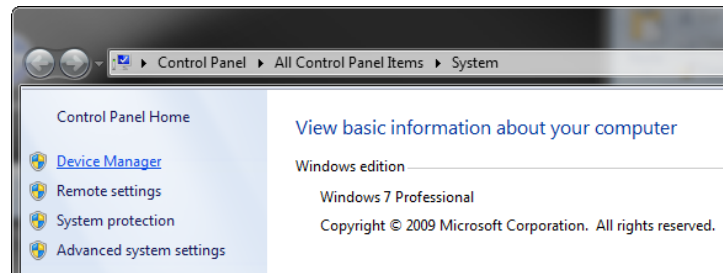 Control Panel ▸ All Control Panel Items ▸ System
Control Panel Home
Device Manager
Remote settings
System protection
Advanced system settings
View basic information about your computer
Windows edition
Windows 7 Professional
Copyright © 2009 Microsoft Corporation. All rights reserved.